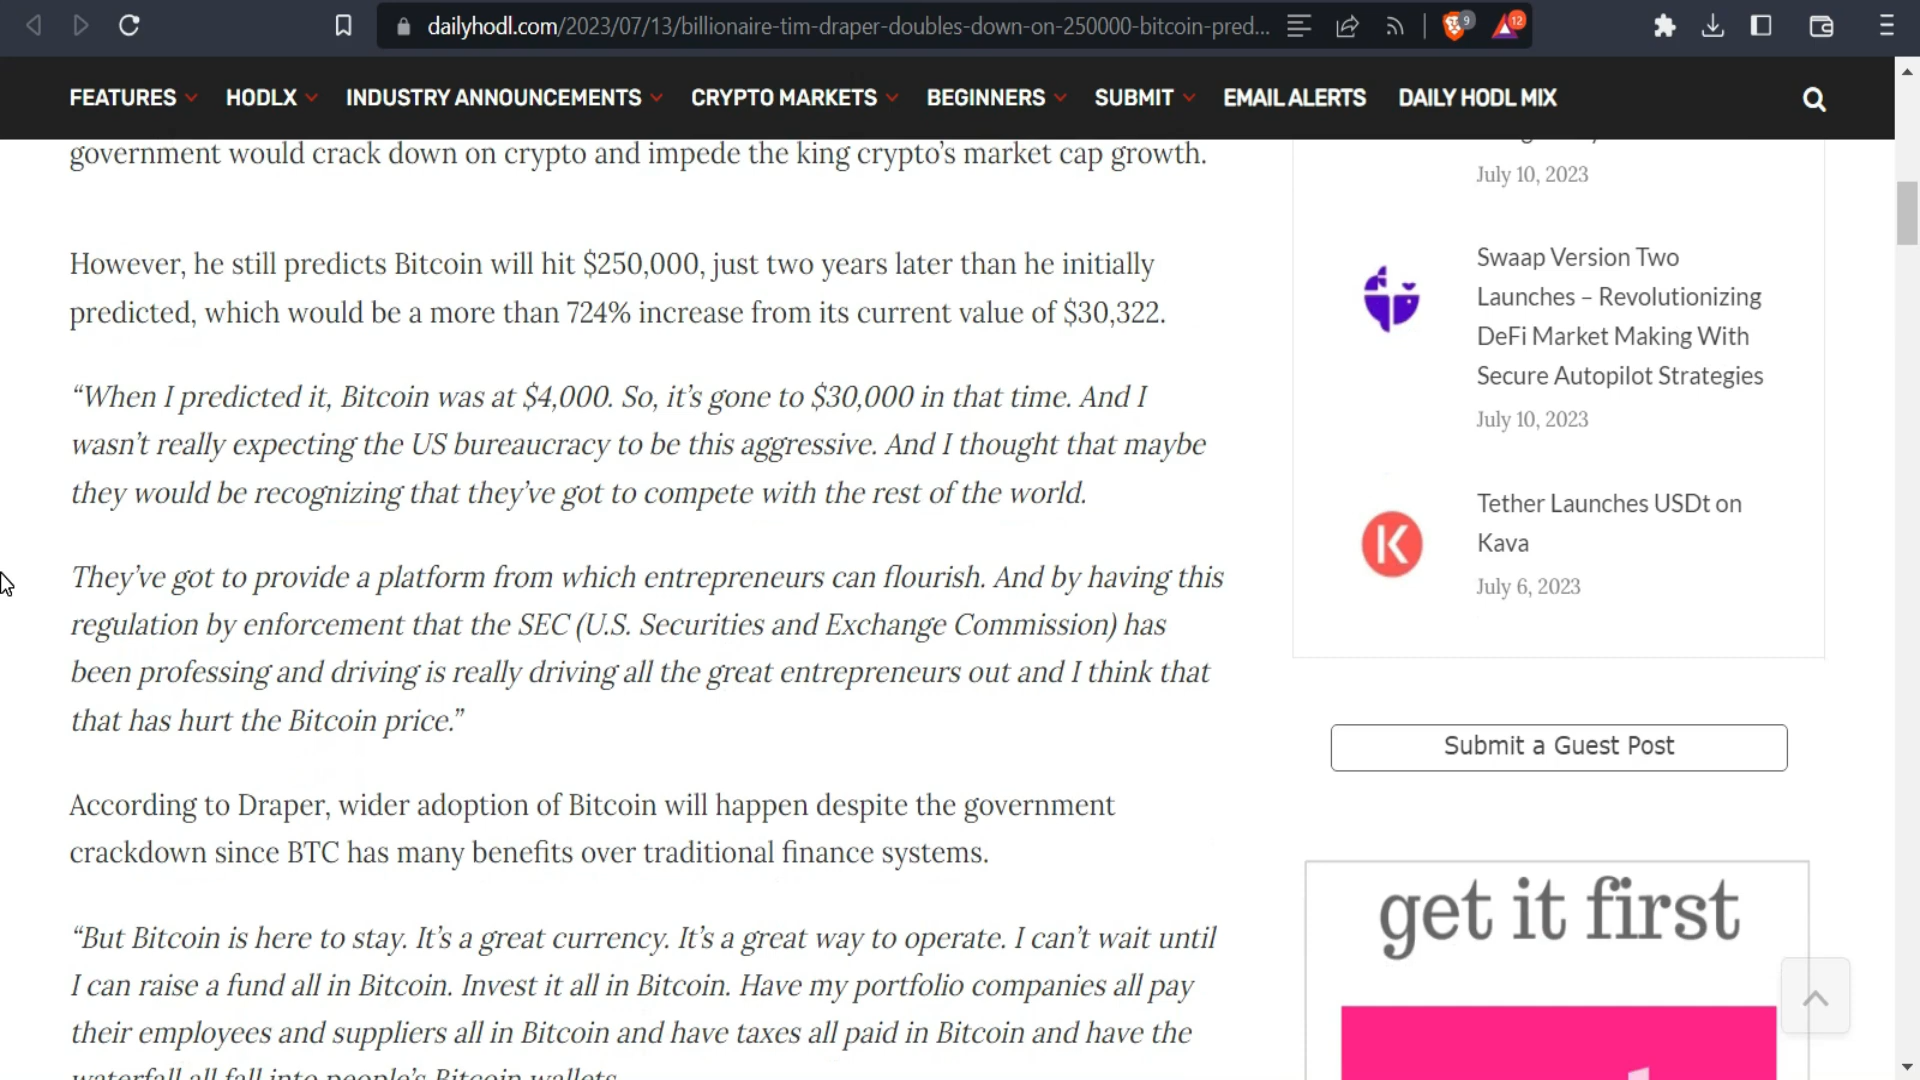 dailyhodl.com/2023/07/13/billionaire-tim-draper-doubles-down-on-250000-bitcoin-pred...
9
12
FEATURES HODLX INDUSTRY ANNOUNCEMENTS CRYPTO MARKETS BEGINNERS SUBMIT EMAIL ALERTS DAILY HODL MIX
government would crack down on crypto and impede the king crypto’s market cap growth.
However, he still predicts Bitcoin will hit $250,000, just two years later than he initially
predicted, which would be a more than 724% increase from its current value of $30,322.
“When I predicted it, Bitcoin was at $4,000. So, it’s gone to $30,000 in that time. And I
wasn’t really expecting the US bureaucracy to be this aggressive. And I thought that maybe
they would be recognizing that they’ve got to compete with the rest of the world.
They’ve got to provide a platform from which entrepreneurs can flourish. And by having this
regulation by enforcement that the SEC (U.S. Securities and Exchange Commission) has
been professing and driving is really driving all the great entrepreneurs out and I think that
that has hurt the Bitcoin price.”
According to Draper, wider adoption of Bitcoin will happen despite the government
crackdown since BTC has many benefits over traditional finance systems.
“But Bitcoin is here to stay. It’s a great currency. It’s a great way to operate. I can’t wait until
I can raise a fund all in Bitcoin. Invest it all in Bitcoin. Have my portfolio companies all pay
their employees and suppliers all in Bitcoin and have taxes all paid in Bitcoin and have the
waterfall all fall into people’s Bitcoin wallets
July 10, 2023
Swaap Version Two
Launches – Revolutionizing
DeFi Market Making With
Secure Autopilot Strategies
July 10, 2023
K
Tether Launches USDt on
Kava
July 6, 2023
Submit a Guest Post
get it first